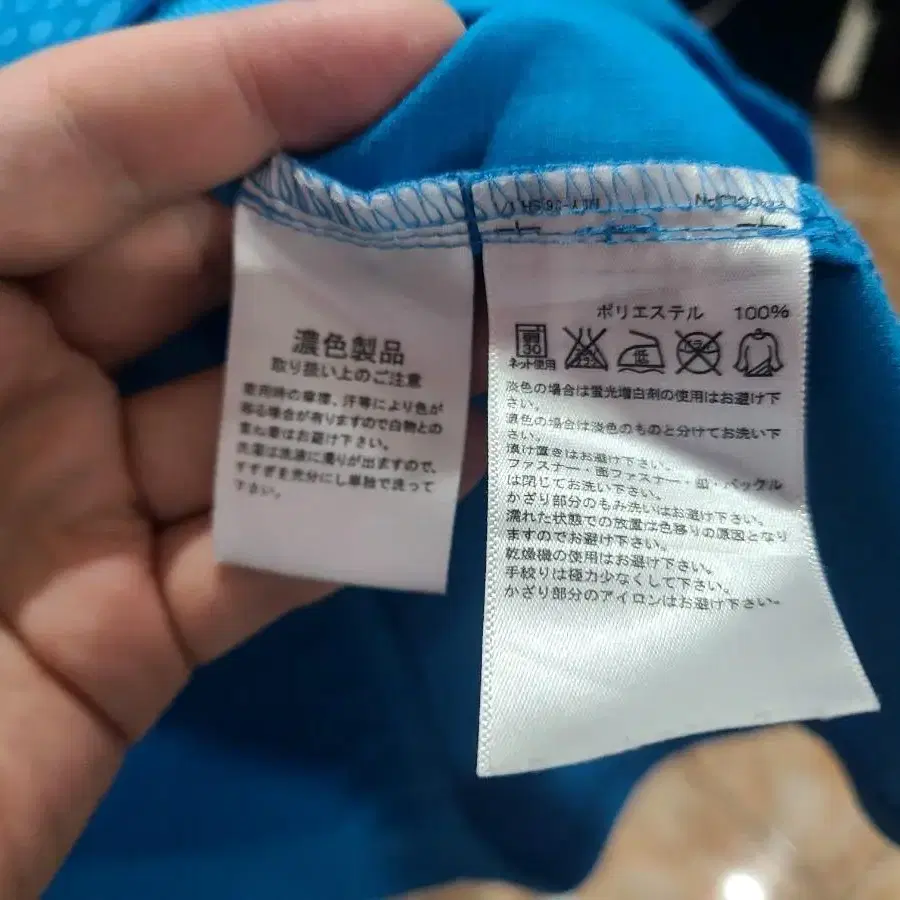 濃色製品
取り扱い上のご注意
着用時の摩擦、汗等により色が
移る場合が有りますので白物との
重ね着はお避け下さい。
洗濯は洗液に濁りが出ますので、
すすぎを充分にし単独で洗って
下さい。
ポリエステル 100%
弱
30
ネット使用
低
淡色の場合は蛍光増白剤の使用はお避け下
さい。
濃色の場合は淡色のものと分けてお洗い下
さい。
漬け置きはお避け下さい。
ファスナー・面ファスナー・釦・バックル
は閉じてお洗い下さい。
かざり部分のもみ洗いはお避け下さい。
濡れた状態での放置は色移りの原因となり
ますのでお避け下さい。
乾燥機の使用はお避け下さい。
手絞りは極力少なくして下さい。
かざり部分のアイロンはお避け下さい。